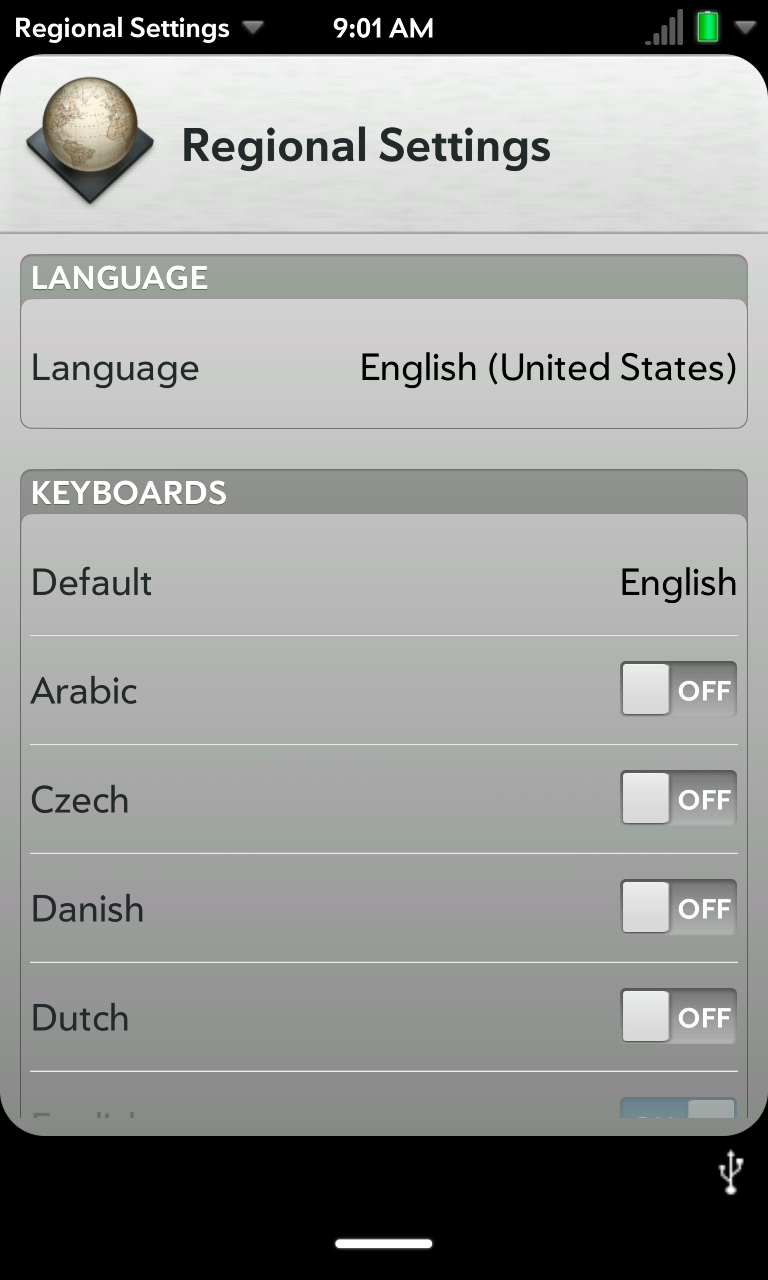 Regional Settings
9:01 AM
Regional Settings
LANGUAGE
Language English (United States)
KEYBOARDS
Default English
Arabic OFF
Czech OFF
Danish OFF
Dutch OFF